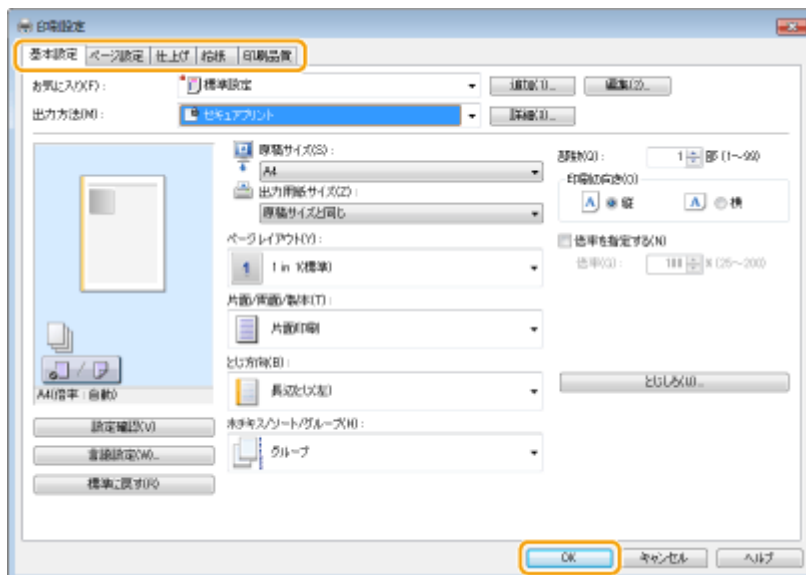 印刷設定
基本設定 ページ設定 仕上げ 給紙 印刷品質
お気に入り(F): 標準設定 追加(1)... 編集(2)...
出力方法(M): セキュアプリント 詳細(3)...
原稿サイズ(S):
A4
出力用紙サイズ(Z):
原稿サイズと同じ
部数(Q): 1 部 (1~99)
印刷の向き(O)
A 縦 A 横
ページレイアウト(Y):
1 1 in 1(標準)
倍率を指定する(N)
倍率(G): 100 % (25~200)
片面/両面/製本(T):
片面印刷
とじ方向(B):
長辺とじ(左)
とじしろ(U)...
A4(倍率:自動)
設定確認(V)
ホチキス/ソート/グループ(H):
グループ
言語設定(W)...
標準に戻す(R)
OK キャンセル ヘルプ